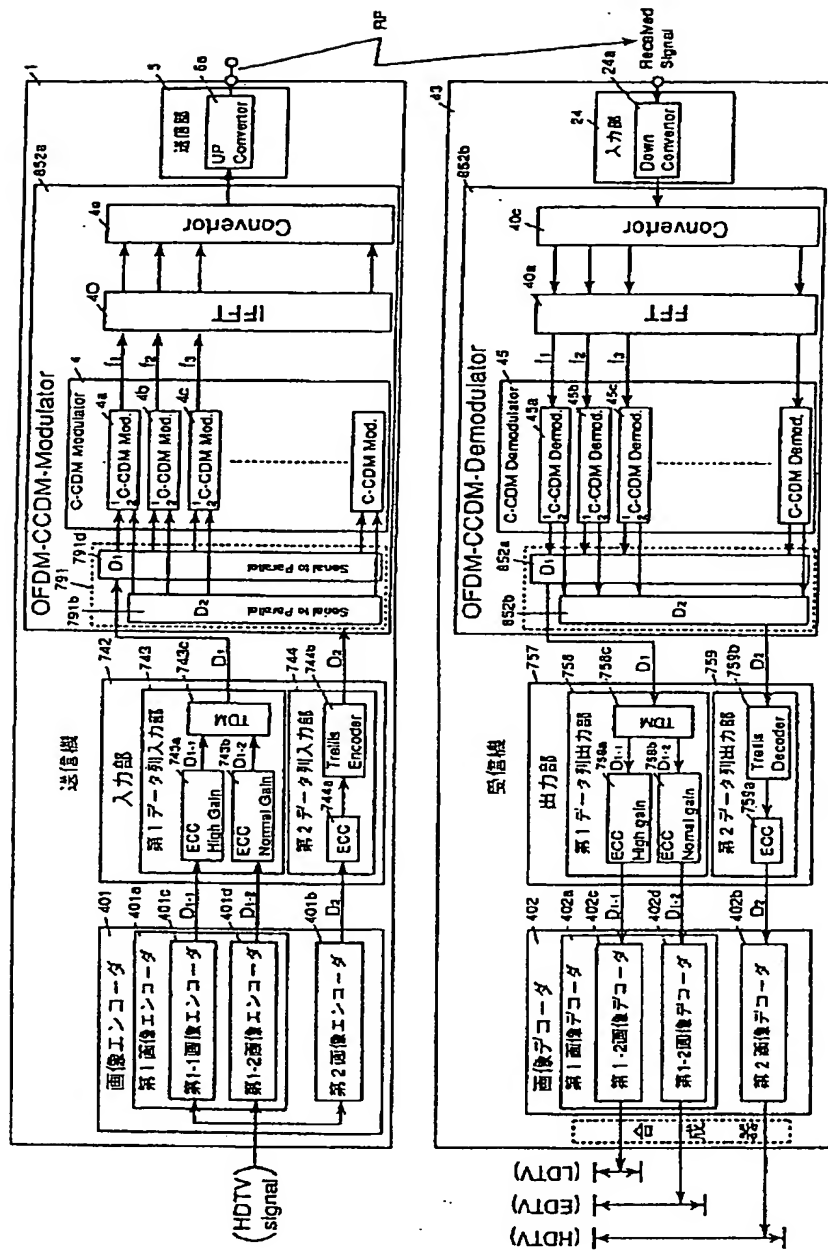 送信機
1
(HDTV signal)
401
画像エンコーダ
401a
第1画像エンコーダ
401c
第1-1画像エンコーダ
401d
第1-2画像エンコーダ
401b
第2画像エンコーダ
D1-1
D1-2
D2
742
入力部
743
第1データ列入力部
743a
ECC High Gain
743b
ECC Normal Gain
D1-1
D1-2
743c
TDM
744
第2データ列入力部
744a
ECC
744b
Trellis Encoder
D1
D2
852a
OFDM-CCDM-Modulator
791
791b
D2
Serial to Parallel
791d
D1
Serial to Parallel
4
C-CDM Modulator
4a
1
2
C-CDM Mod.
4b
1
2
C-CDM Mod.
4c
1
2
C-CDM Mod.
C-CDM Mod.
f1
f2
f3
40
IFFT
4e
Convertor
5
送信部
6a
UP Convertor
RF
受信機
43
Received Signal
24
入力部
24a
Down Convertor
852b
OFDM-CCDM-Demodulator
40c
Convertor
40a
FFT
f1
f2
f3
45
C-CDM Demodulator
45a
1
2
C-CDM Demod.
45b
1
2
C-CDM Demod.
45c
1
2
C-CDM Demod.
C-CDM Demod.
852a
D1
852b
D2
D1
D2
757
出力部
758
第1データ列出力部
758c
TDM
758a
D1-1
ECC High gain
758b
D1-2
ECC Normal gain
759
第2データ列出力部
759b
Trellis Decoder
759a
ECC
D1-1
D1-2
D2
402
画像デコーダ
402a
第1画像デコーダ
402c
第1-2画像デコーダ
402d
第1-2画像デコーダ
402b
第2画像デコーダ
成
(LDTV)
(EDTV)
(HDTV)